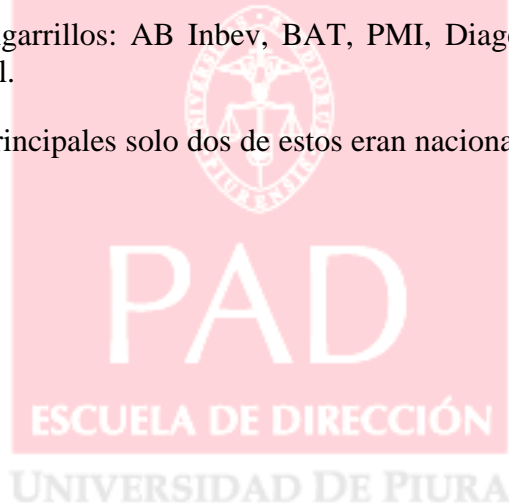 garrillos: AB Inbev, BAT, PMI, Diag
l.
rincipales solo dos de estos eran naciona
PAD
ESCUELA DE DIRECCIÓN
UNIVERSIDAD DE PIURA